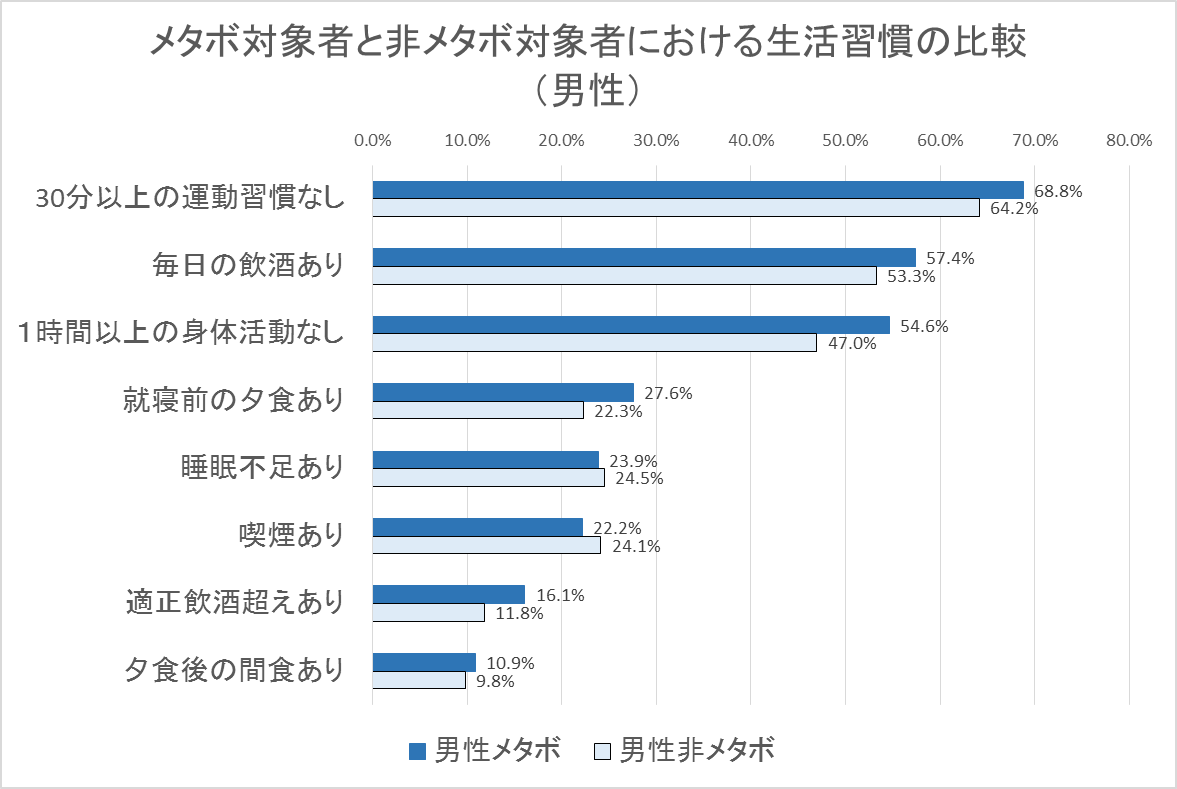 メタボ対象者と非メタボ対象者における生活習慣の比較
（男性）
0.0% 10.0% 20.0% 30.0% 40.0% 50.0% 60.0% 70.0% 80.0%
30分以上の運動習慣なし 68.8%
64.2%
毎日の飲酒あり 57.4%
53.3%
１時間以上の身体活動なし 54.6%
47.0%
就寝前の夕食あり 27.6%
22.3%
睡眠不足あり 23.9%
24.5%
喫煙あり 22.2%
24.1%
適正飲酒超えあり 16.1%
11.8%
夕食後の間食あり 10.9%
9.8%
男性メタボ 男性非メタボ